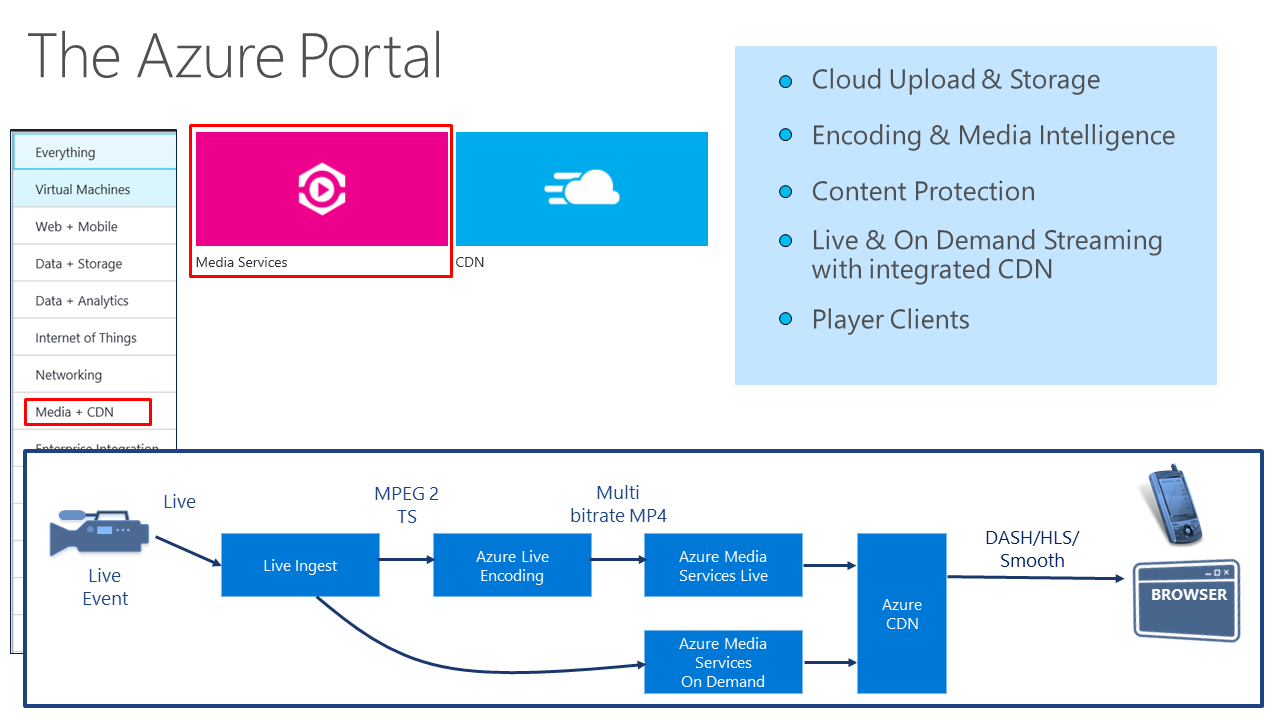 The Azure Portal
Everything
Virtual Machines
Web + Mobile
Data + Storage
Data + Analytics
Internet of Things
Networking
Media + CDN
Enterprise Integration
Media Services
CDN
Cloud Upload & Storage
Encoding & Media Intelligence
Content Protection
Live & On Demand Streaming
with integrated CDN
Player Clients
Live
Event
Live
Live Ingest
MPEG 2
TS
Azure Live
Encoding
Multi
bitrate MP4
Azure Media
Services Live
Azure Media
Services
On Demand
Azure
CDN
DASH/HLS/
Smooth
BROWSER